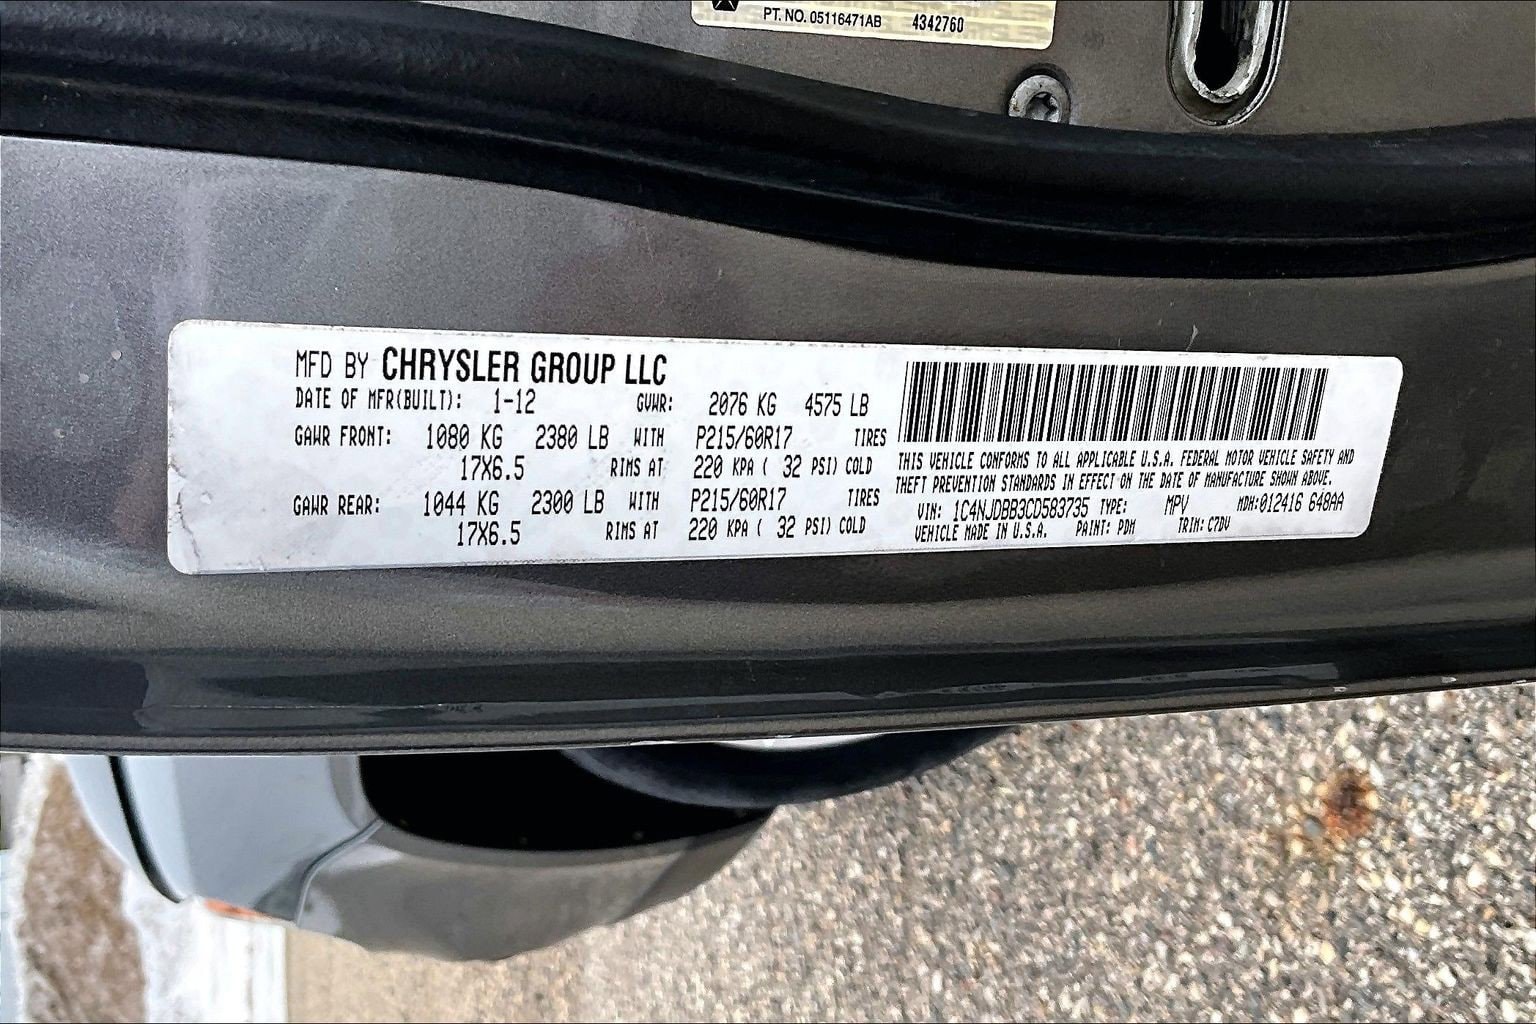 PT. NO. 05116471AB 4342760
MFD BY CHRYSLER GROUP LLC
DATE OF MFR(BUILT): 1-12 GVWR: 2076 KG 4575 LB
GAWR FRONT: 1080 KG 2380 LB WITH P215/60R17 TIRES
17X6.5 RIMS AT 220 KPA ( 32 PSI) COLD
GAWR REAR: 1044 KG 2300 LB WITH P215/60R17 TIRES
17X6.5 RIMS AT 220 KPA ( 32 PSI) COLD
THIS VEHICLE CONFORMS TO ALL APPLICABLE U.S.A. FEDERAL MOTOR VEHICLE SAFETY AND
THEFT PREVENTION STANDARDS IN EFFECT ON THE DATE OF MANUFACTURE SHOWN ABOVE.
VIN: 1C4NJDBB3CD583735 TYPE: MPV MDH:012416 648AA
VEHICLE MADE IN U.S.A. PAINT: PDM TRIM: C7DV